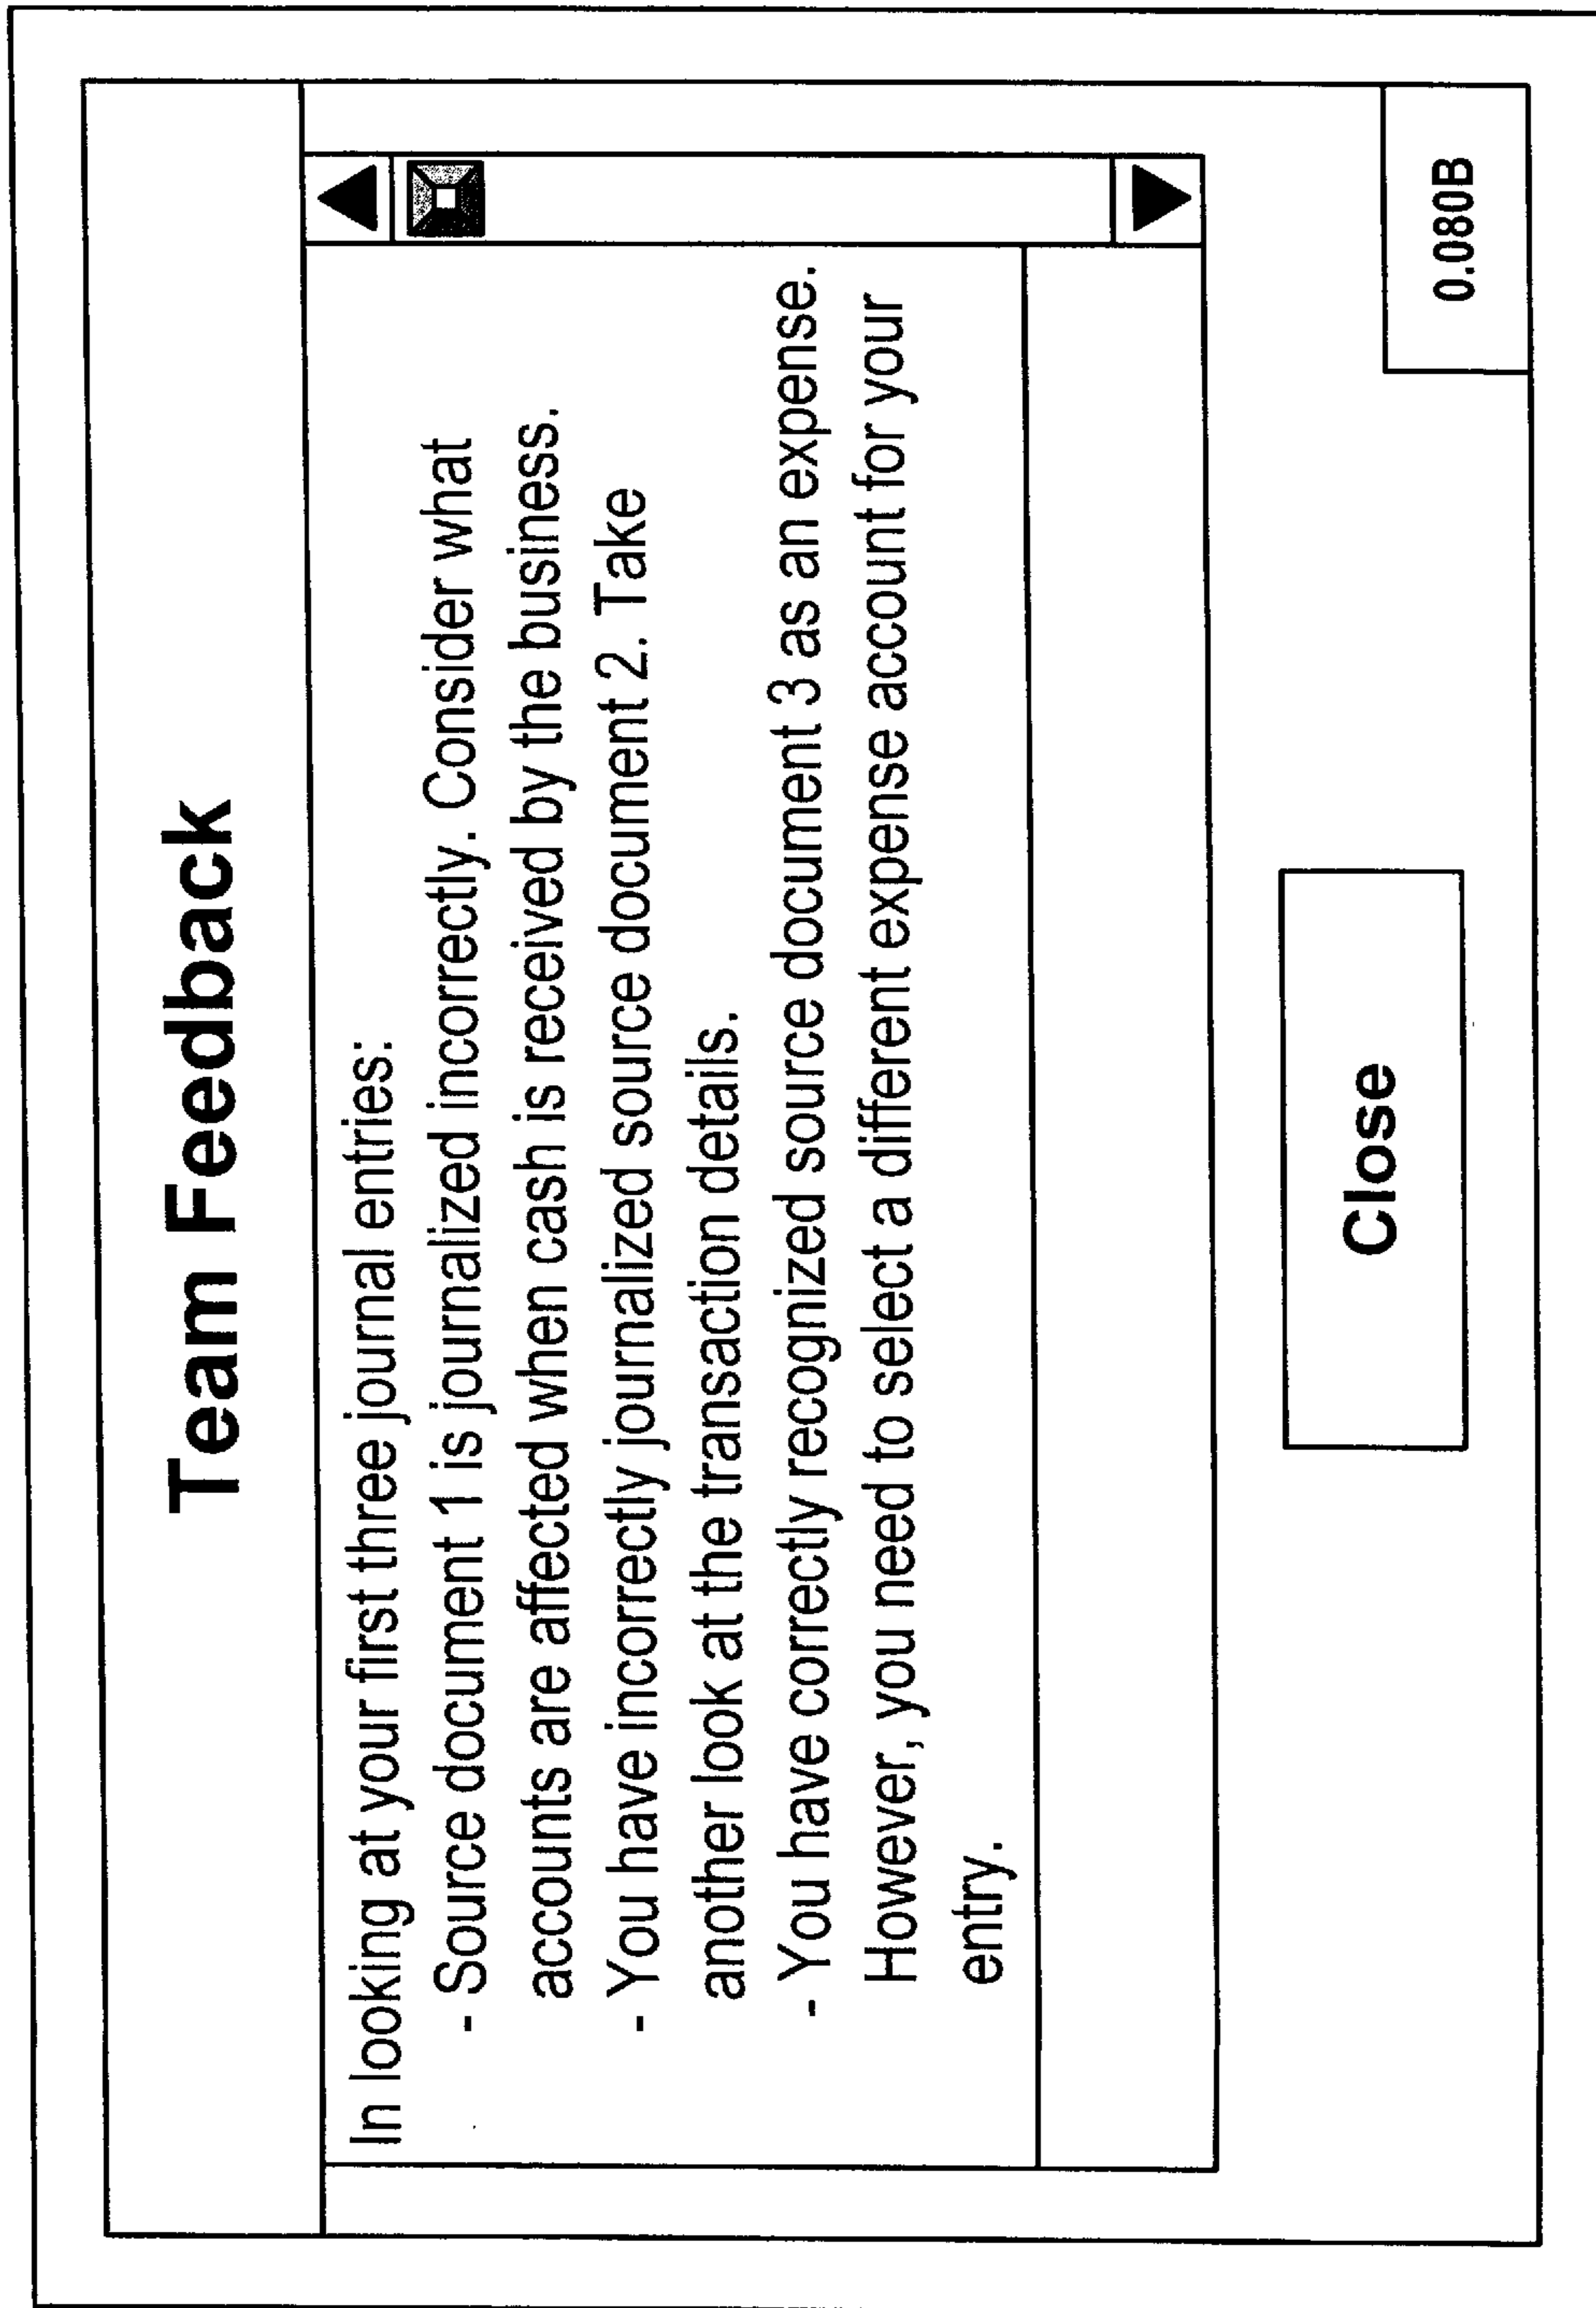 Team Feedback
In looking at your first three journal entries:
- Source document 1 is journalized incorrectly. Consider what
accounts are affected when cash is received by the business.
- You have incorrectly journalized source document 2. Take
another look at the transaction details.
- You have correctly recognized source document 3 as an expense.
However, you need to select a different expense account for your
entry.
Close
0.080B